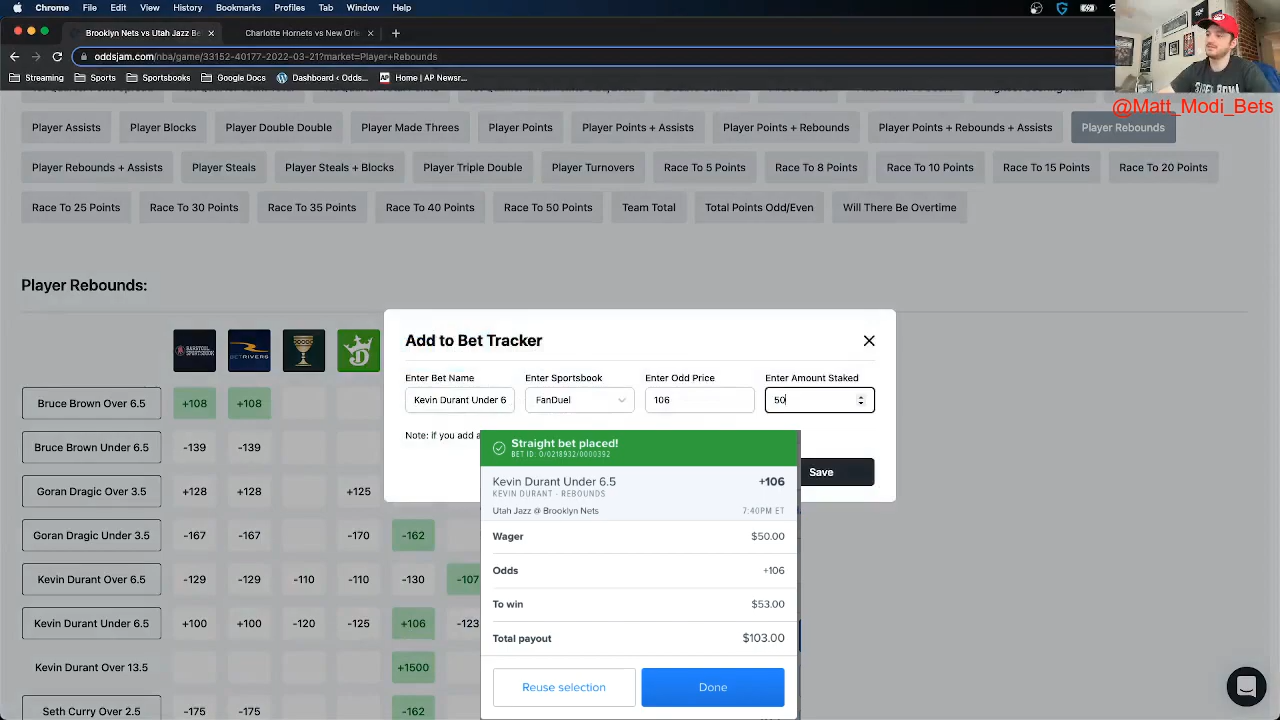 Chrome File Edit View History Bookmarks Profiles Tab Window Help
Brooklyn Nets vs Utah Jazz Be
Charlotte Hornets vs New Orle
oddsjam.com/nba/game/33152-40177-2022-03-21?market=Player+Rebounds
Streaming Sports Sports Google Docs Dashboard < Odds... AP Newsr...
@Matt_Modi_Bets
Player Assists Player Blocks Player Double Double Player Made Threes Player Points Player Points + Assists Player Points + Rebounds Player Points + Rebounds + Assists Player Rebounds
Player Rebounds + Assists Player Steals Player Steals + Blocks Player Triple Double Player Turnovers Race To 5 Points Race To 8 Points Race To 10 Points Race To 15 Points Race To 20 Points
Race To 25 Points Race To 30 Points Race To 35 Points Race To 40 Points Race To 50 Points Team Total Total Points Odd/Even Will There Be Overtime
Player Rebounds:
Add to Bet Tracker
Enter Bet Name Enter Sportsbook Enter Odd Price Enter Amount Staked
Kevin Durant Under 6 FanDuel 106 50
Note: If you add a
Save
BETRIVERS
Bruce Brown Over 6.5 +108 +108
Bruce Brown Under 6.5 -139 -139
Goran Dragic Over 3.5 +128 +128 +125
Goran Dragic Under 3.5 -167 -167 -170 -162
Kevin Durant Over 6.5 -129 -129 -110 -110 -130 -107
Kevin Durant Under 6.5 +100 +100 -120 -125 +106 -123
Kevin Durant Over 13.5 +1500
Seth Curry Over 2.5 -175 -175 -162
Straight bet placed!
BET ID: O/0218932/0000392
Kevin Durant Under 6.5 +106
KEVIN DURANT - REBOUNDS
Utah Jazz @ Brooklyn Nets 7:40PM ET
Wager $50.00
Odds +106
To win $53.00
Total payout $103.00
Reuse selection Done